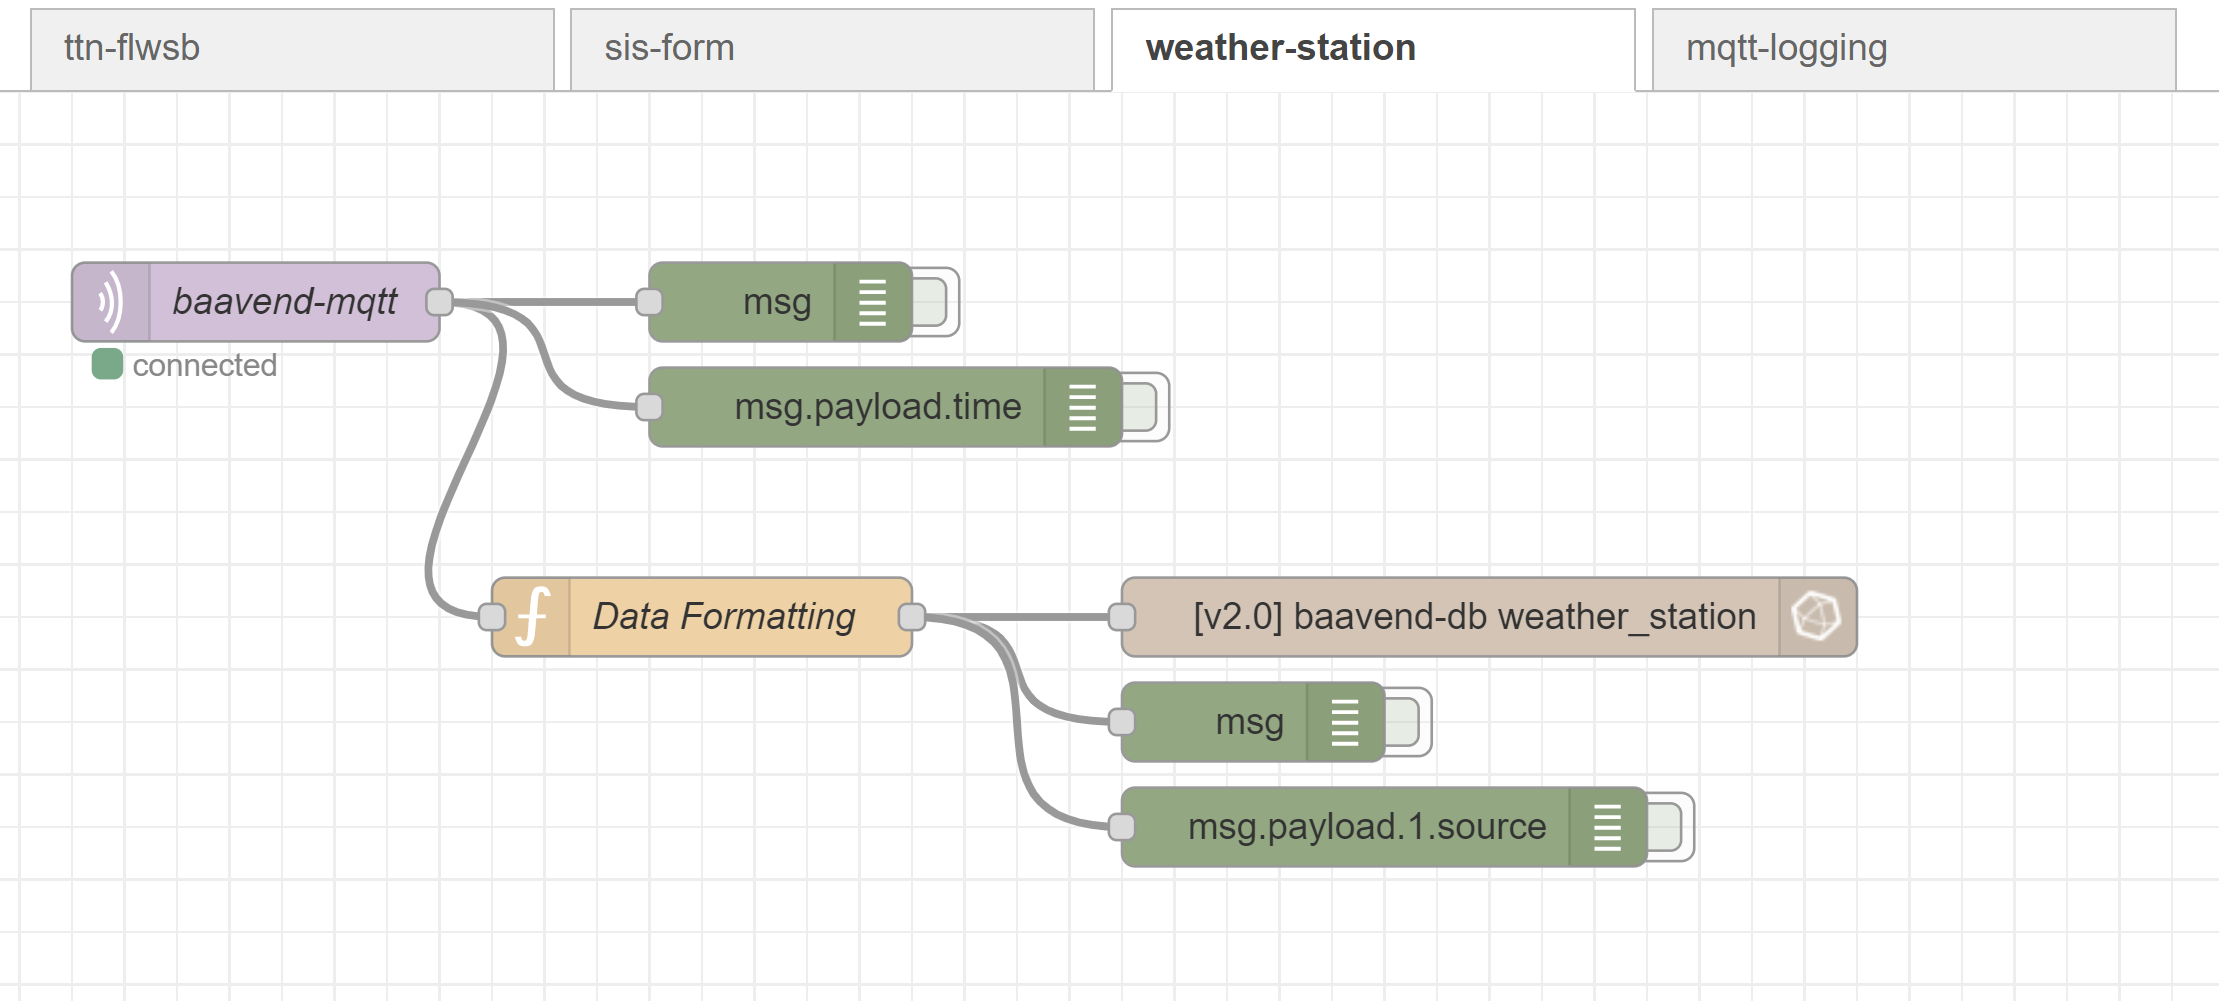 ttn-flwsb
sis-form
weather-station
mqtt-logging
baavend-mqtt
connected
msg
msg.payload.time
Data Formatting
[v2.0] baavend-db weather_station
msg
msg.payload.1.source